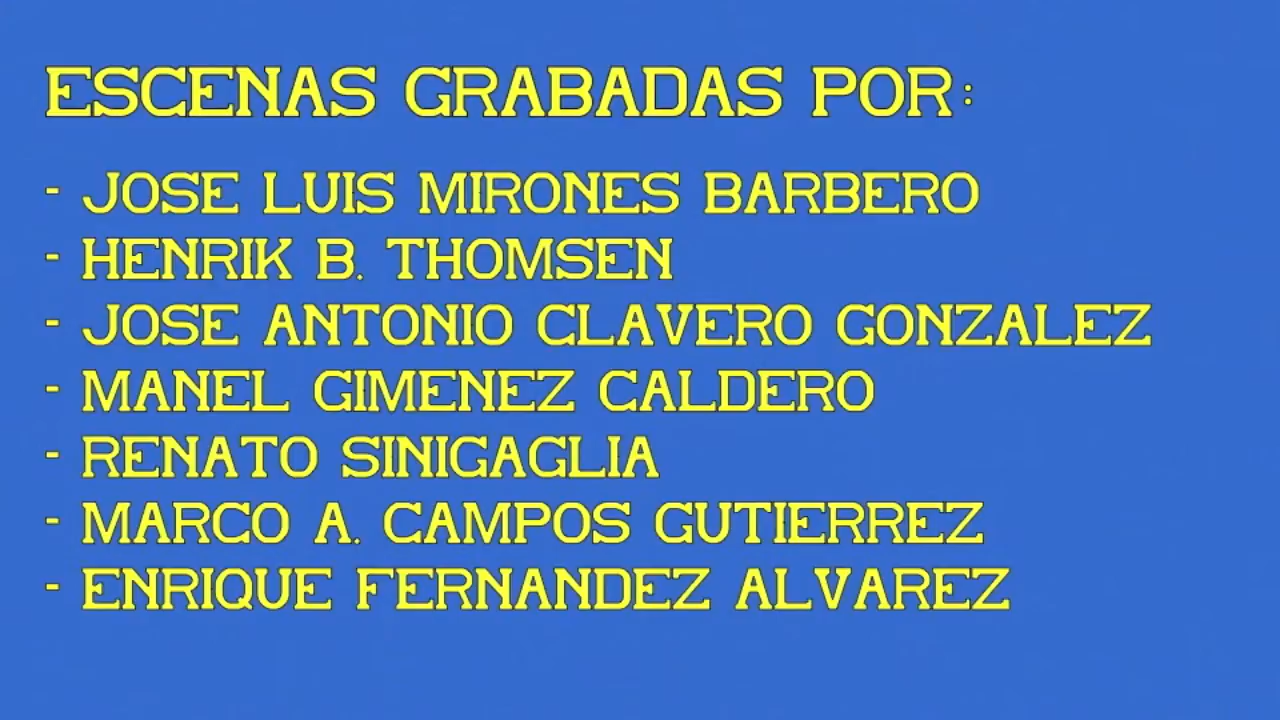 ESCENAS GRABADAS POR:
- JOSE LUIS MIRONES BARBERO
- HENRIK B. THOMSEN
- JOSE ANTONIO CLAVERO GONZALEZ
- MANEL GIMENEZ CALDERO
- RENATO SINIGAGLIA
- MARCO A. CAMPOS GUTIERREZ
- ENRIQUE FERNANDEZ ALVAREZ